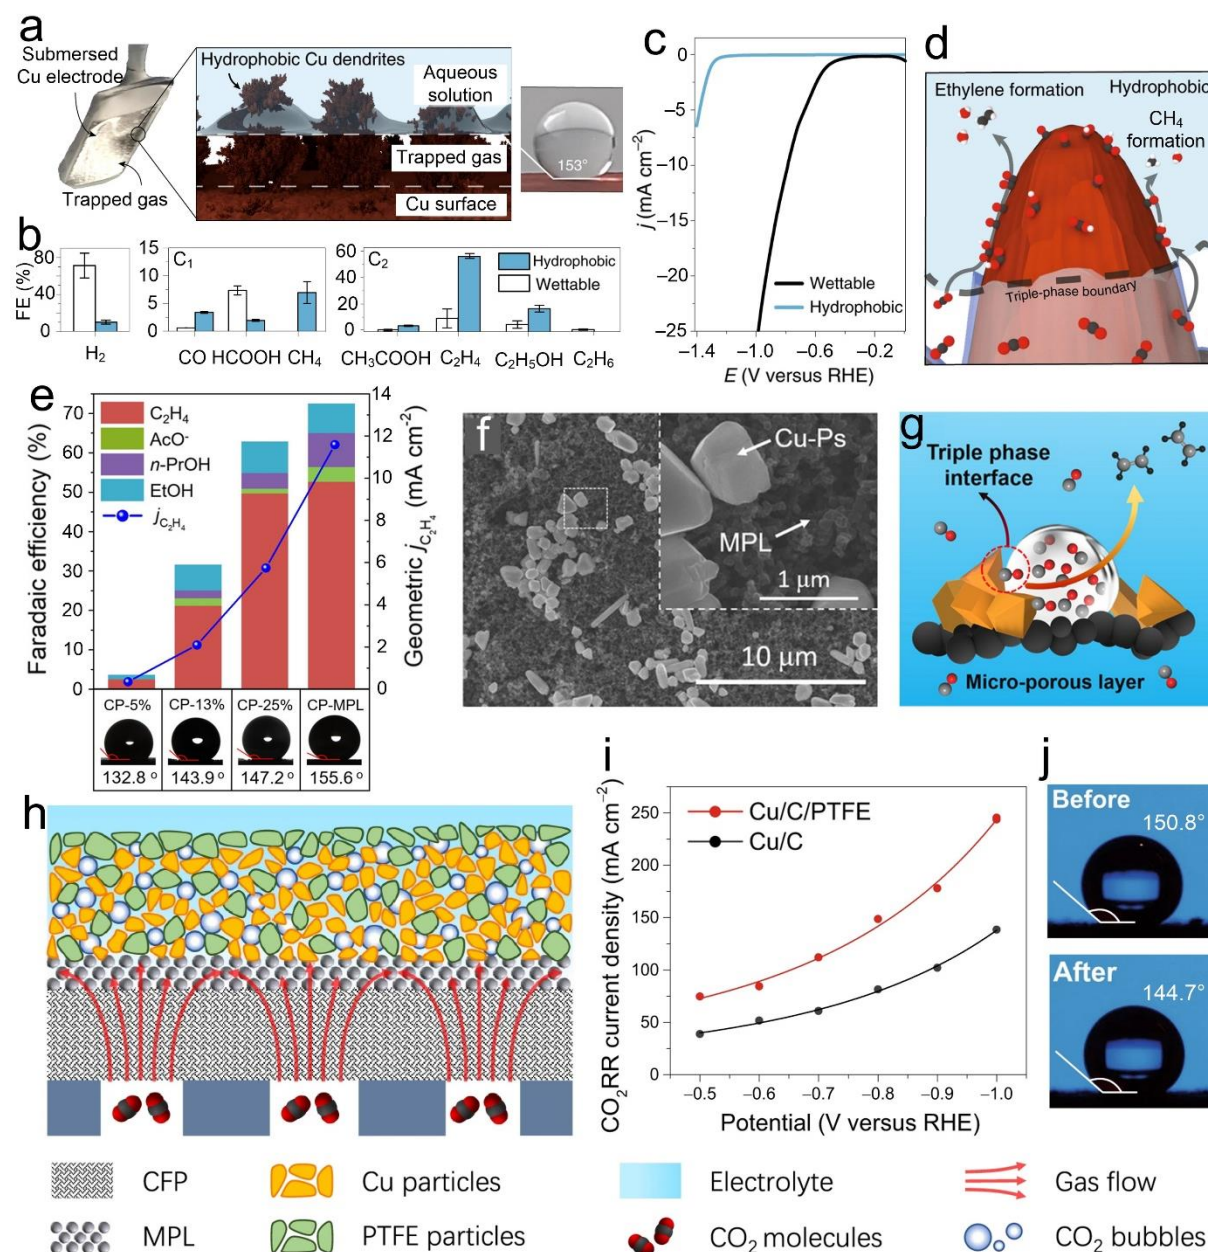 a
Submersed
Cu electrode
Trapped gas
Hydrophobic Cu dendrites
Aqueous
solution
Trapped gas
Cu surface
153°
b
FE (%)
80
40
0
H₂
15
10
5
0
C₁
CO HCOOH CH₄
60
40
20
0
C₂
Hydrophobic
Wettable
CH₃COOH C₂H₄ C₂H₅OH C₂H₆
c
j (mA cm⁻²)
0
−5
−10
−15
−20
−25
Wettable
Hydrophobic
−1.4 −1.0 −0.6 −0.2
E (V versus RHE)
d
Ethylene formation
Hydrophobic
CH₄
formation
Triple-phase boundary
e
Faradaic efficiency (%)
70
60
50
40
30
20
10
0
C₂H₄
AcO⁻
n-PrOH
EtOH
j C₂H₄
14
12
10
8
6
4
2
0
Geometric j C₂H₄ (mA cm⁻²)
CP-5% CP-13% CP-25% CP-MPL
132.8° 143.9° 147.2° 155.6°
f
Cu-Ps
MPL
1 μm
10 μm
g
Triple phase
interface
Micro-porous layer
h
i
CO₂RR current density (mA cm⁻²)
250
200
150
100
50
0
Cu/C/PTFE
Cu/C
−0.5 −0.6 −0.7 −0.8 −0.9 −1.0
Potential (V versus RHE)
j
Before
150.8°
After
144.7°
CFP
Cu particles
Electrolyte
Gas flow
MPL
PTFE particles
CO₂ molecules
CO₂ bubbles